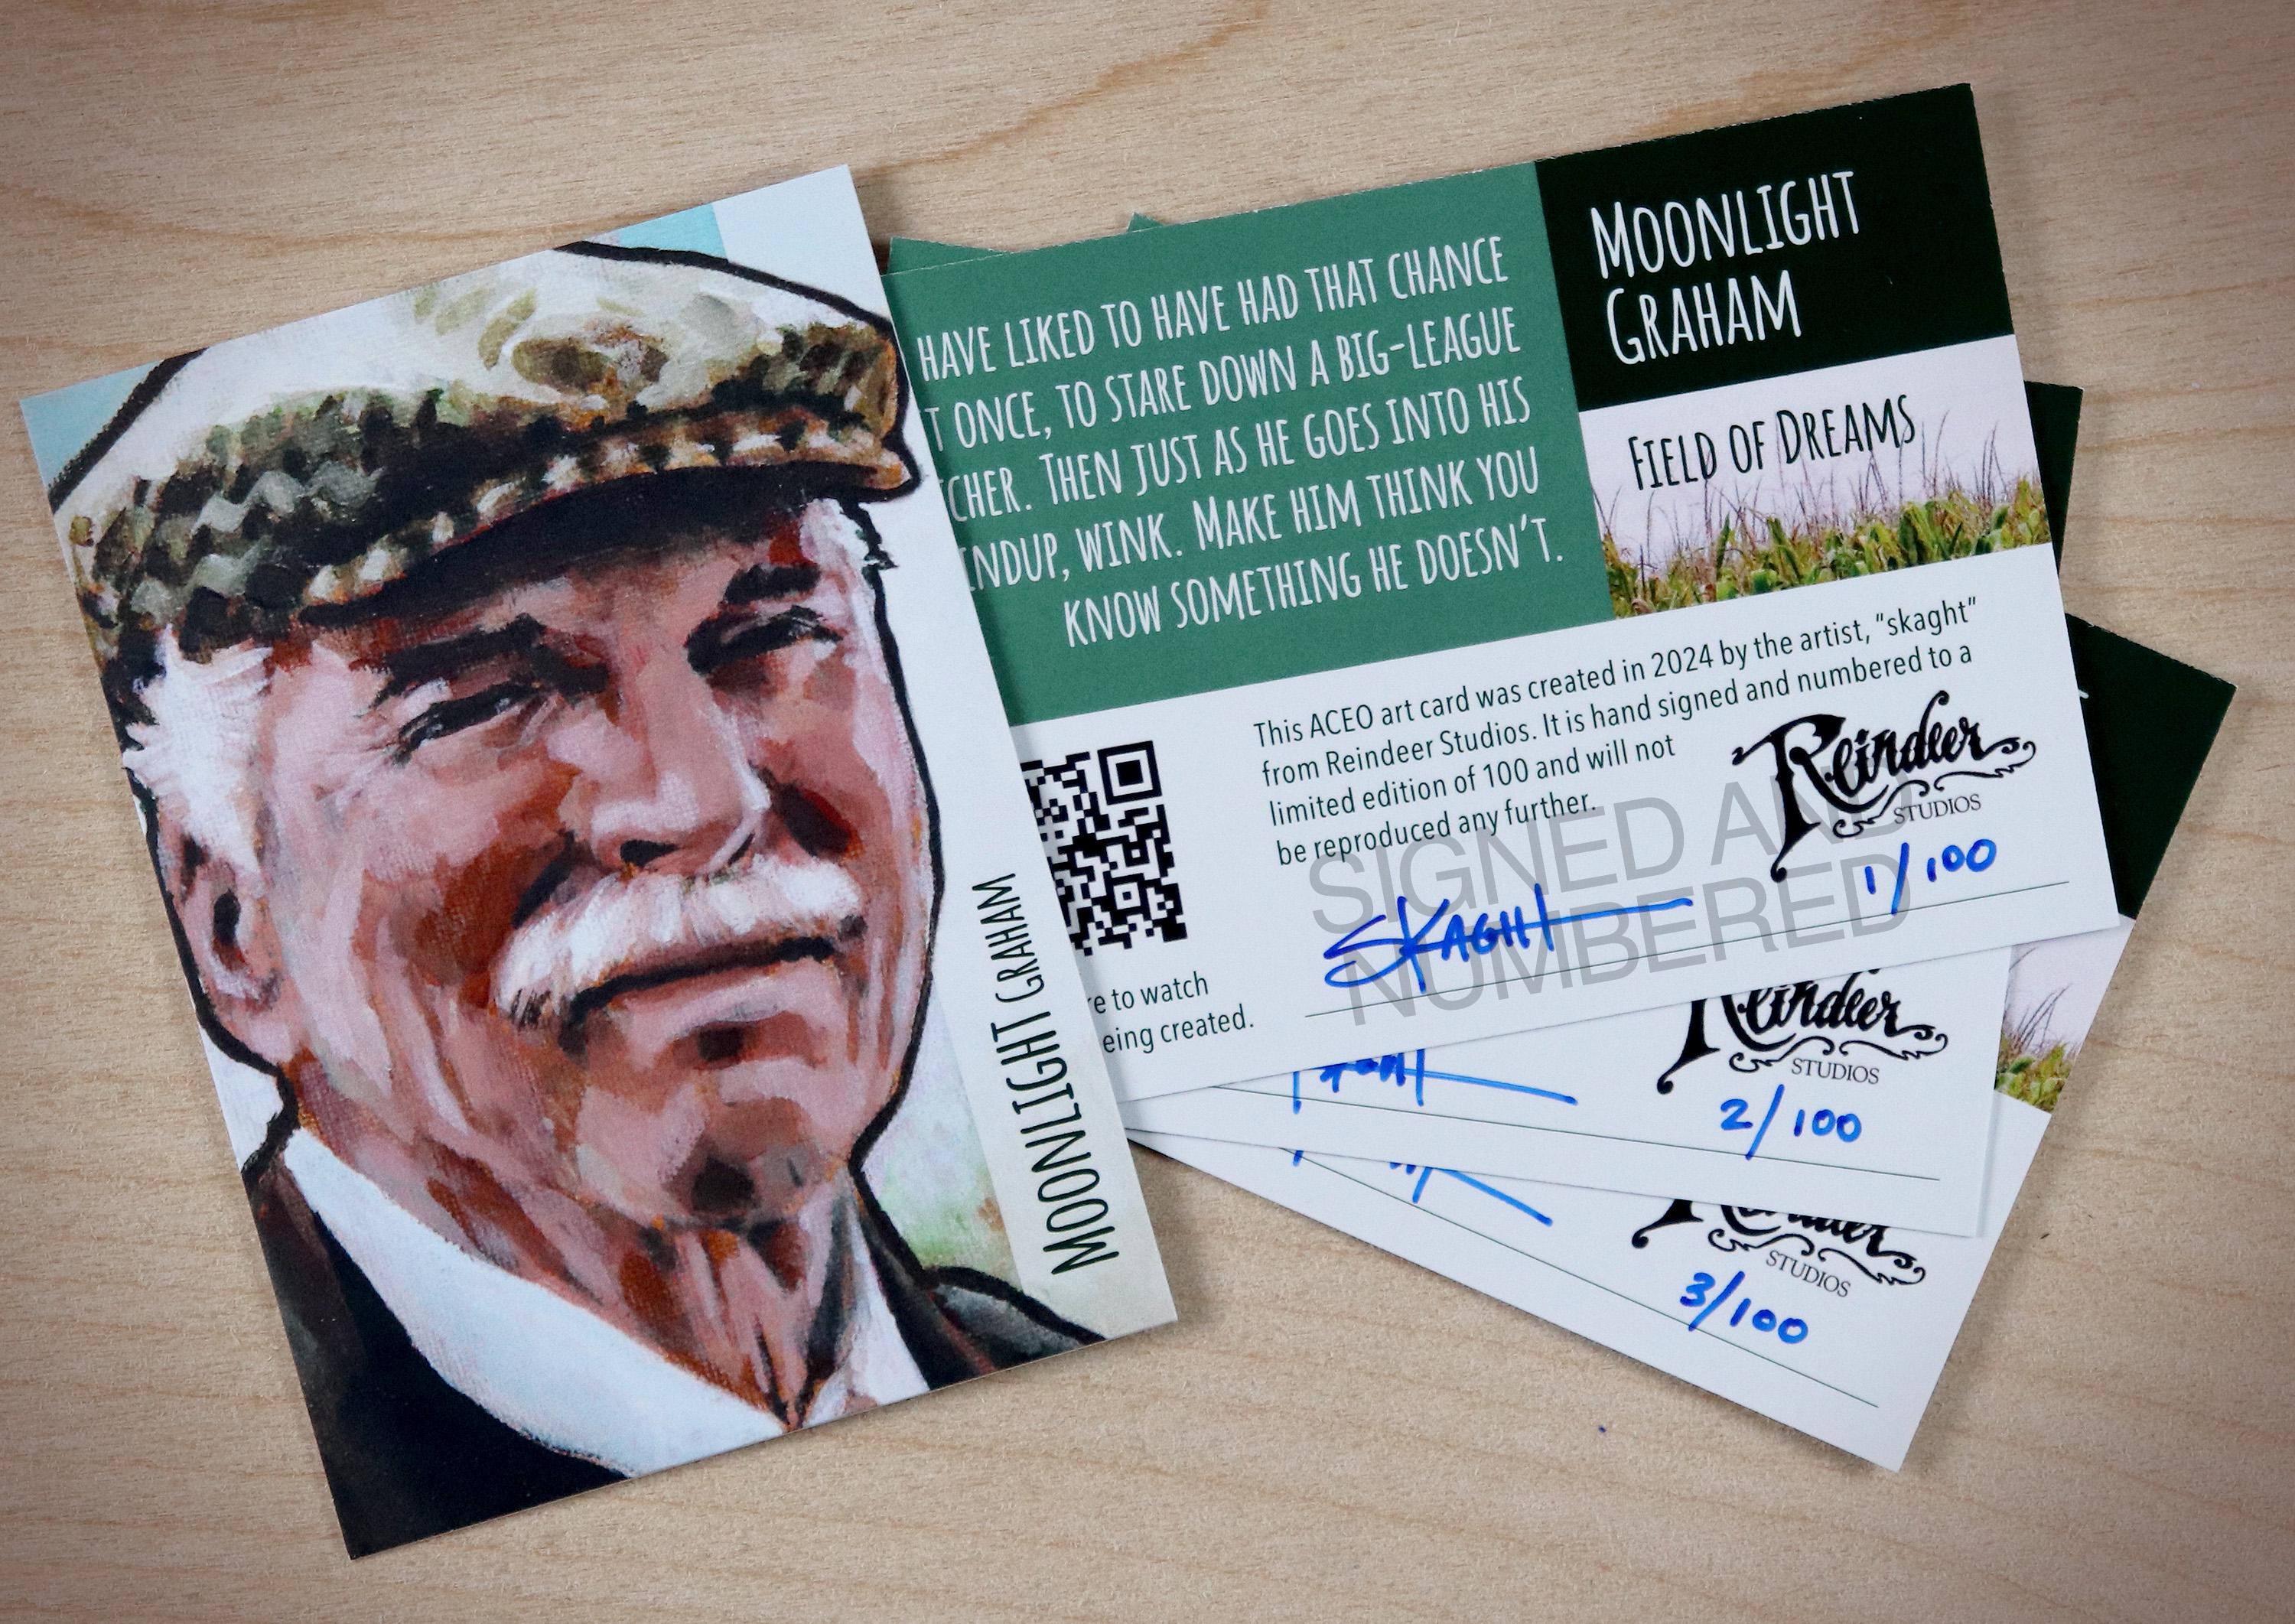 MOONLIGHT GRAHAM
HAVE LIKED TO HAVE HAD THAT CHANCE
ONCE, TO STARE DOWN A BIG-LEAGUE
CHER. THEN JUST AS HE GOES INTO HIS
NDUP, WINK. MAKE HIM THINK YOU
KNOW SOMETHING HE DOESN'T.
MOONLIGHT
GRAHAM
FIELD OF DREAMS
This ACEO art card was created in 2024 by the artist, "skaght"
from Reindeer Studios. It is hand signed and numbered to a
limited edition of 100 and will not
be reproduced any further.
Reindeer
STUDIOS
SIGNED AND
NUMBERED
SKAGHT
1/100
re to watch
eing created.
Reindeer
STUDIOS
2/100
STUDIOS
3/100